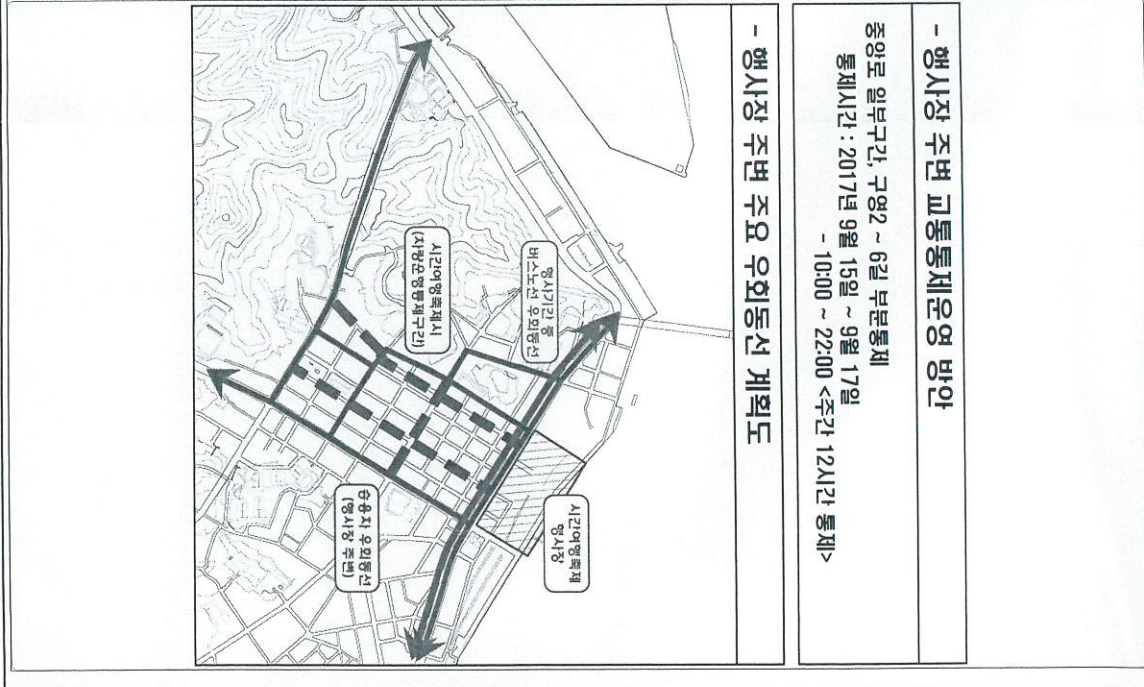 - 행사장 주변 교통통제운영 방안
중앙로 일부구간, 구영2 ~ 6길 부분통제
통제시간 : 2017년 9월 15일 ~ 9월 17일
- 10:00 ~ 22:00 <주간 12시간 통제>
- 행사장 주변 주요 우회동선 계획도
행사기간 중
버스노선 우회동선
시간여행축제시
(차량운영통제구간)
시간여행축제
행사장
승용차 우회동선
(행사장 주변)